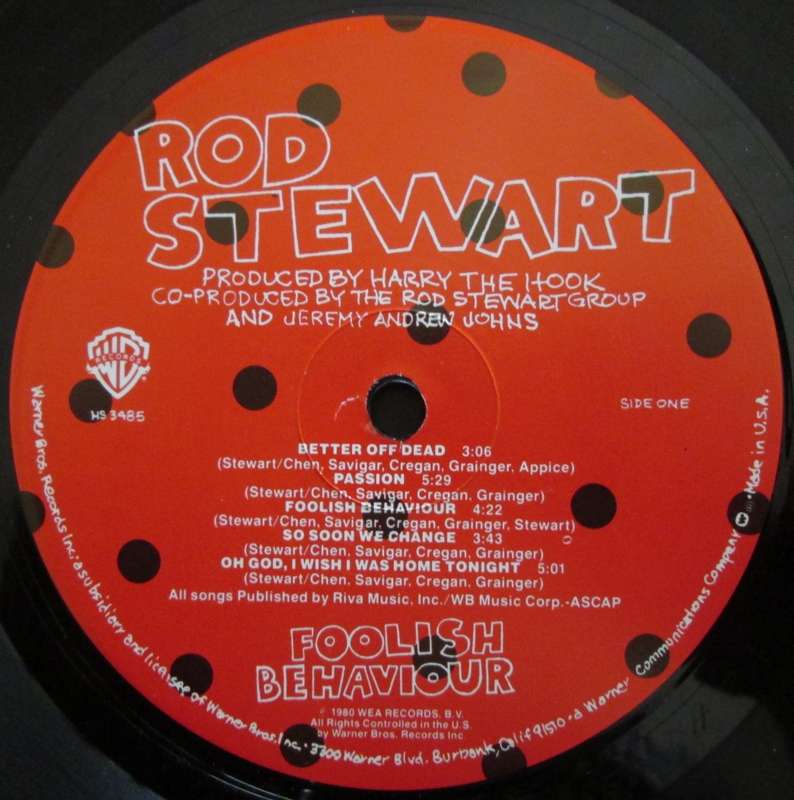 ROD
STEWART
PRODUCED BY HARRY THE HOOK
CO-PRODUCED BY THE ROD STEWART GROUP
AND JEREMY ANDREW JOHNS
WB
RECORDS
HS 3485
SIDE ONE
BETTER OFF DEAD 3:06
(Stewart/Chen, Savigar, Cregan, Grainger, Appice)
PASSION 5:29
(Stewart/Chen, Savigar, Cregan, Grainger)
FOOLISH BEHAVIOUR 4:22
(Stewart/Chen, Savigar, Cregan, Grainger, Stewart)
SO SOON WE CHANGE 3:43
(Stewart/Chen, Savigar, Cregan, Grainger)
OH GOD, I WISH I WAS HOME TONIGHT 5:01
(Stewart/Chen, Savigar, Cregan, Grainger)
All songs Published by Riva Music, Inc./WB Music Corp.-ASCAP
FOOLISH
BEHAVIOUR
℗ 1980 WEA RECORDS, B.V.
All Rights Controlled in the U.S.
by Warner Bros. Records Inc
Warner Bros. Records Inc. a subsidiary and licensee of Warner Bros. Inc. • 3300 Warner Blvd. Burbank, Calif 91510 • a Warner Communications Company • Made in U.S.A.